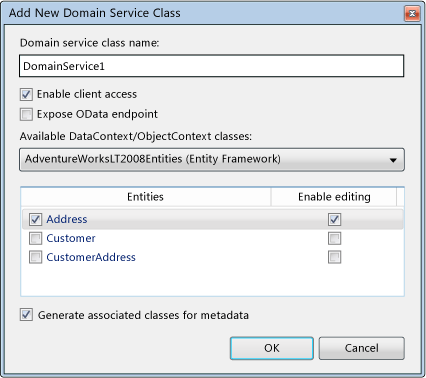 Add New Domain Service Class
Domain service class name:
DomainService1
Enable client access
Expose OData endpoint
Available DataContext/ObjectContext classes:
AdventureWorksLT2008Entities (Entity Framework)
Entities Enable editing
Address
Customer
CustomerAddress
Generate associated classes for metadata
OK Cancel